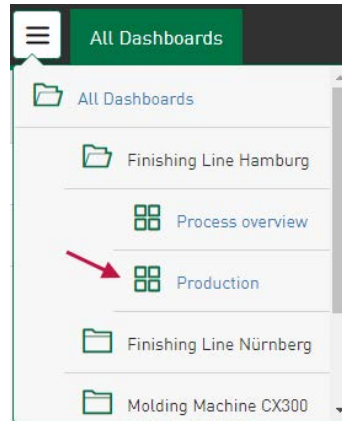 All Dashboards
All Dashboards
Finishing Line Hamburg
Process overview
Production
Finishing Line Nürnberg
Molding Machine CX300